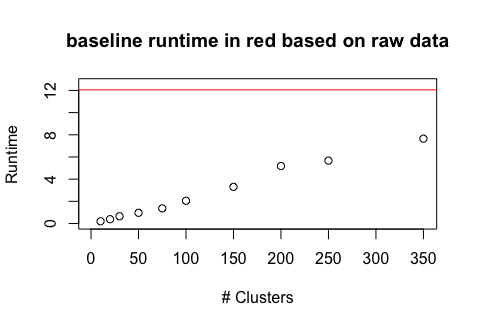 baseline runtime in red based on raw data
Runtime
12
8
4
0
0 50 100 150 200 250 300 350
# Clusters